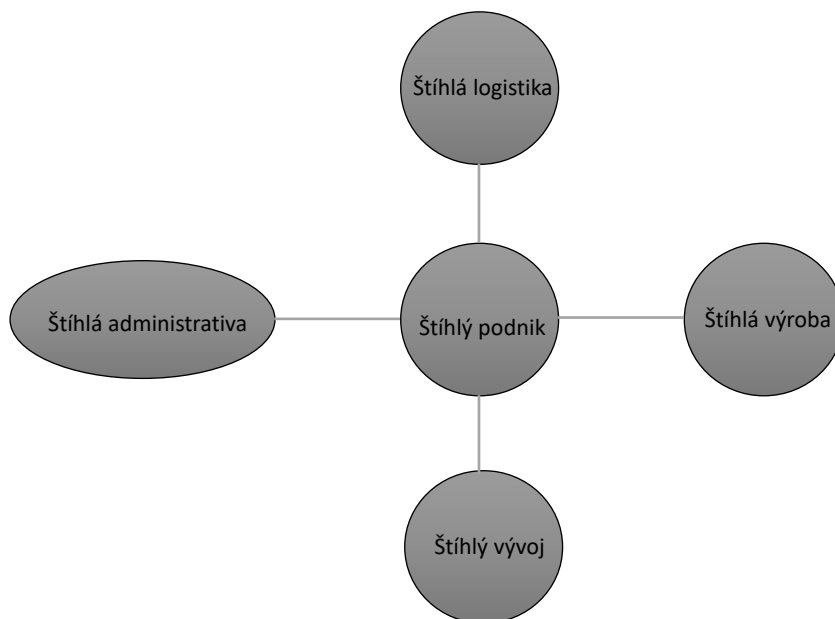 Štíhlá logistika
Štíhlá administrativa
Štíhlý podnik
Štíhlá výroba
Štíhlý vývoj